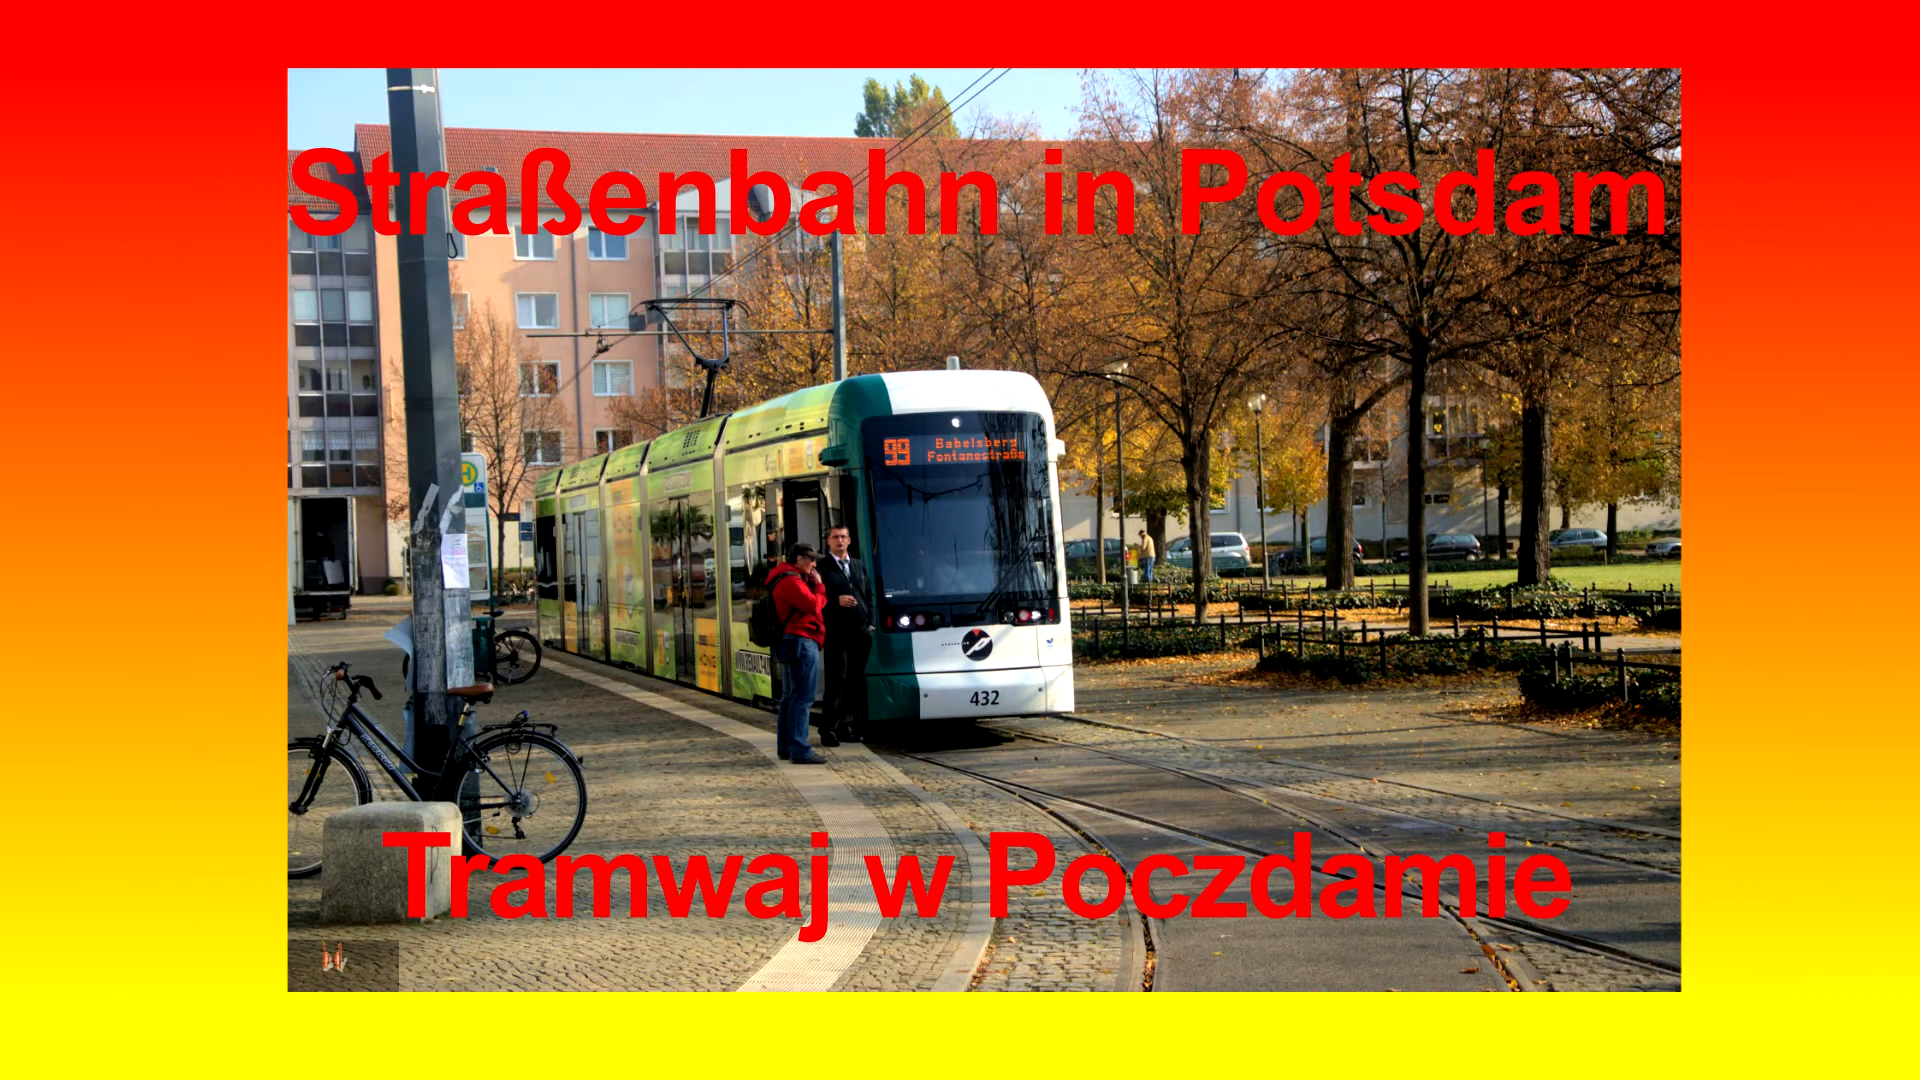 Straßenbahn in Potsdam
99 Babelsberg
Fontanestraße
H
432
Tramwaj w Poczdamie